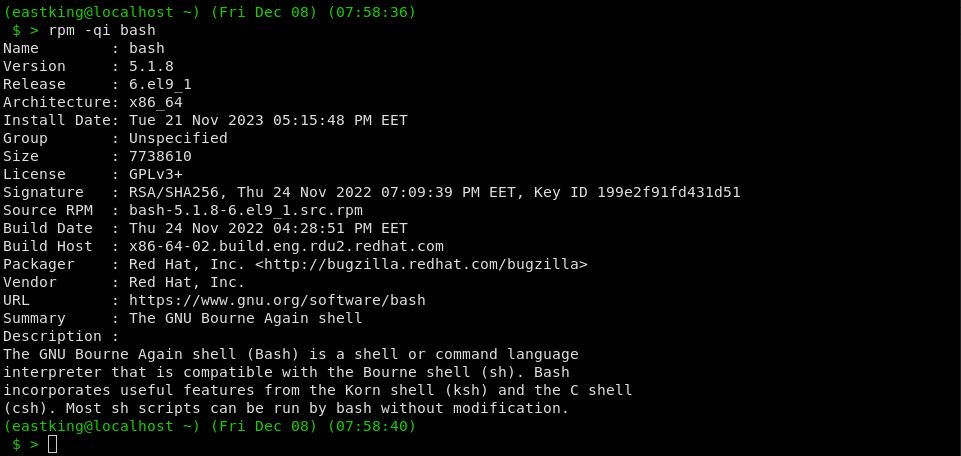 (eastking@localhost ~) (Fri Dec 08) (07:58:36)
 $ > rpm -qi bash
Name        : bash
Version     : 5.1.8
Release     : 6.el9_1
Architecture: x86_64
Install Date: Tue 21 Nov 2023 05:15:48 PM EET
Group       : Unspecified
Size        : 7738610
License     : GPLv3+
Signature   : RSA/SHA256, Thu 24 Nov 2022 07:09:39 PM EET, Key ID 199e2f91fd431d51
Source RPM  : bash-5.1.8-6.el9_1.src.rpm
Build Date  : Thu 24 Nov 2022 04:28:51 PM EET
Build Host  : x86-64-02.build.eng.rdu2.redhat.com
Packager    : Red Hat, Inc. <http://bugzilla.redhat.com/bugzilla>
Vendor      : Red Hat, Inc.
URL         : https://www.gnu.org/software/bash
Summary     : The GNU Bourne Again shell
Description :
The GNU Bourne Again shell (Bash) is a shell or command language
interpreter that is compatible with the Bourne shell (sh). Bash
incorporates useful features from the Korn shell (ksh) and the C shell
(csh). Most sh scripts can be run by bash without modification.
(eastking@localhost ~) (Fri Dec 08) (07:58:40)
 $ >